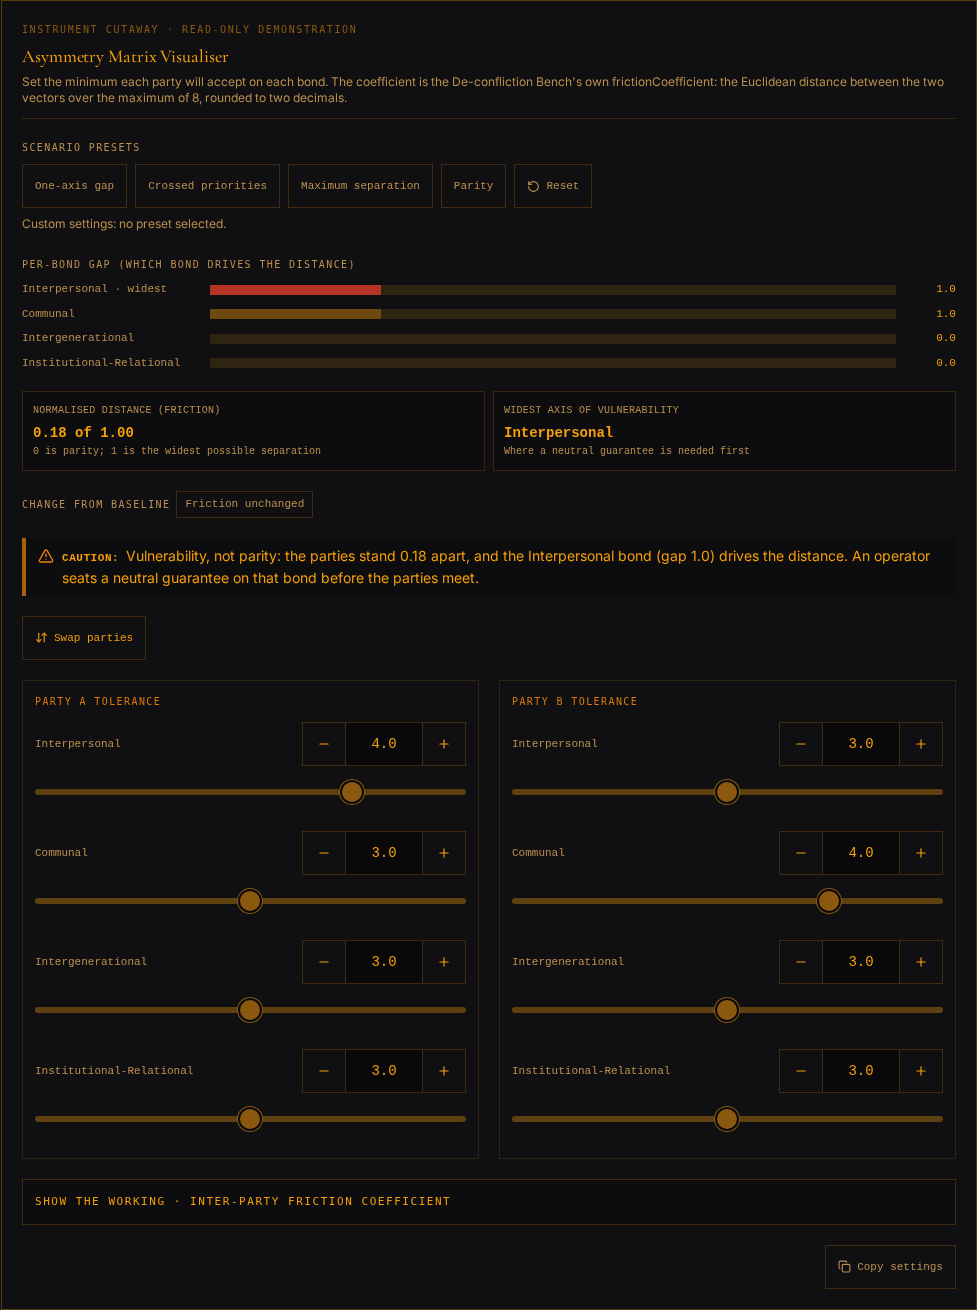 INSTRUMENT CUTAWAY · READ-ONLY DEMONSTRATION
Asymmetry Matrix Visualiser
Set the minimum each party will accept on each bond. The coefficient is the De-confliction Bench's own frictionCoefficient: the Euclidean distance between the two
vectors over the maximum of 8, rounded to two decimals.
SCENARIO PRESETS
One-axis gap
Crossed priorities
Maximum separation
Parity
Reset
Custom settings: no preset selected.
PER-BOND GAP (WHICH BOND DRIVES THE DISTANCE)
Interpersonal · widest 1.0
Communal 1.0
Intergenerational 0.0
Institutional-Relational 0.0
NORMALISED DISTANCE (FRICTION)
0.18 of 1.00
0 is parity; 1 is the widest possible separation
WIDEST AXIS OF VULNERABILITY
Interpersonal
Where a neutral guarantee is needed first
CHANGE FROM BASELINE Friction unchanged
CAUTION: Vulnerability, not parity: the parties stand 0.18 apart, and the Interpersonal bond (gap 1.0) drives the distance. An operator
seats a neutral guarantee on that bond before the parties meet.
Swap parties
PARTY A TOLERANCE
Interpersonal − 4.0 +
Communal − 3.0 +
Intergenerational − 3.0 +
Institutional-Relational − 3.0 +
PARTY B TOLERANCE
Interpersonal − 3.0 +
Communal − 4.0 +
Intergenerational − 3.0 +
Institutional-Relational − 3.0 +
SHOW THE WORKING · INTER-PARTY FRICTION COEFFICIENT
Copy settings